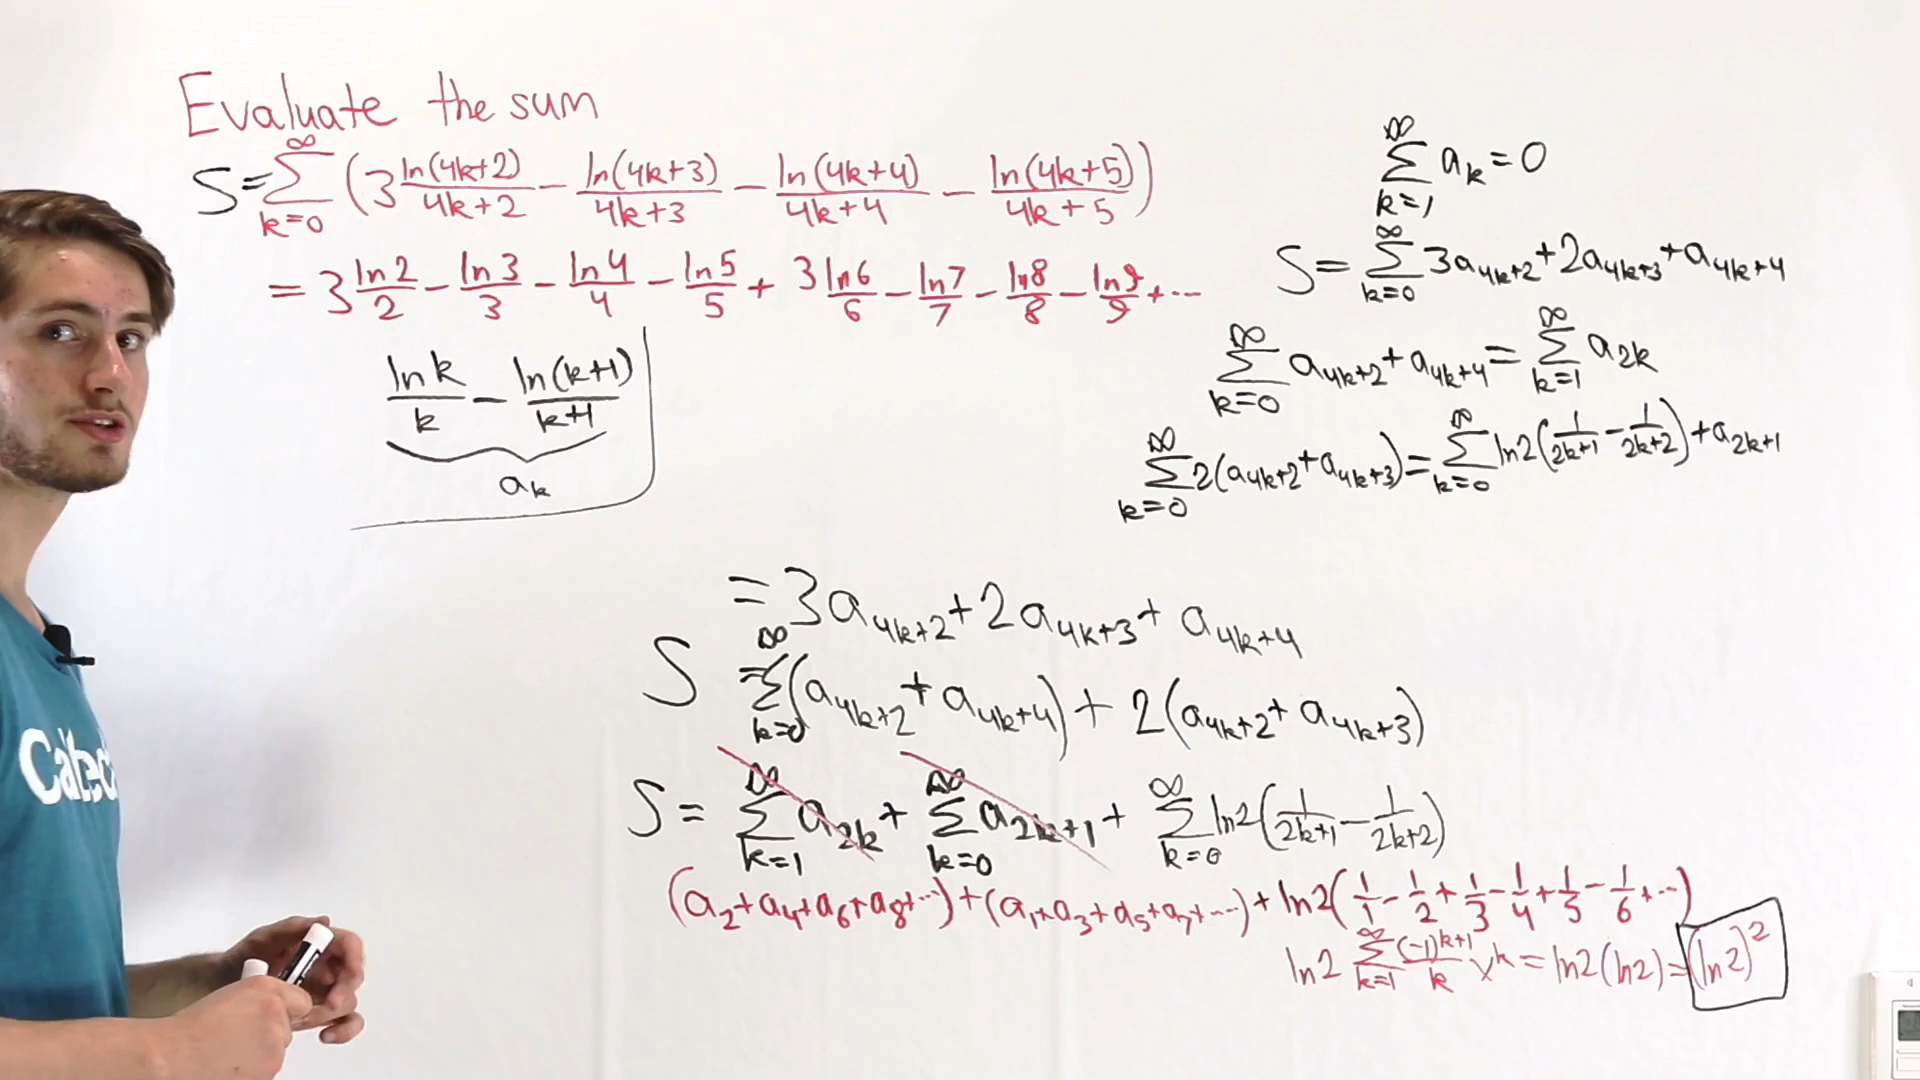 Evaluate the sum
S = ∑_{k=0}^{∞} (3 ln(4k+2)/(4k+2) − ln(4k+3)/(4k+3) − ln(4k+4)/(4k+4) − ln(4k+5)/(4k+5))
= 3 ln2/2 − ln3/3 − ln4/4 − ln5/5 + 3 ln6/6 − ln7/7 − ln8/8 − ln9/9 + ...
ln k/k − ln(k+1)/(k+1)
a_k
∑_{k=1}^{∞} a_k = 0
S = ∑_{k=0}^{∞} 3a_{4k+2} + 2a_{4k+3} + a_{4k+4}
∑_{k=0}^{∞} a_{4k+2} + a_{4k+4} = ∑_{k=1}^{∞} a_{2k}
∑_{k=0}^{∞} 2(a_{4k+2} + a_{4k+3}) = ∑_{k=0}^{∞} ln2(1/(2k+1) − 1/(2k+2)) + a_{2k+1}
= 3a_{4k+2} + 2a_{4k+3} + a_{4k+4}
S = ∑_{k=0}^{∞} (a_{4k+2} + a_{4k+4}) + 2(a_{4k+2} + a_{4k+3})
S = ∑_{k=1}^{∞} a_{2k} + ∑_{k=0}^{∞} a_{2k+1} + ∑_{k=0}^{∞} ln2(1/(2k+1) − 1/(2k+2))
(a_2 + a_4 + a_6 + a_8 + ...) + (a_1 + a_3 + a_5 + a_7 + ...) + ln2(1/1 − 1/2 + 1/3 − 1/4 + 1/5 − 1/6 + ...)
ln2 ∑_{k=1}^{∞} (−1)^{k+1}/k x^k = ln2(ln2) = (ln2)^2
Caltech